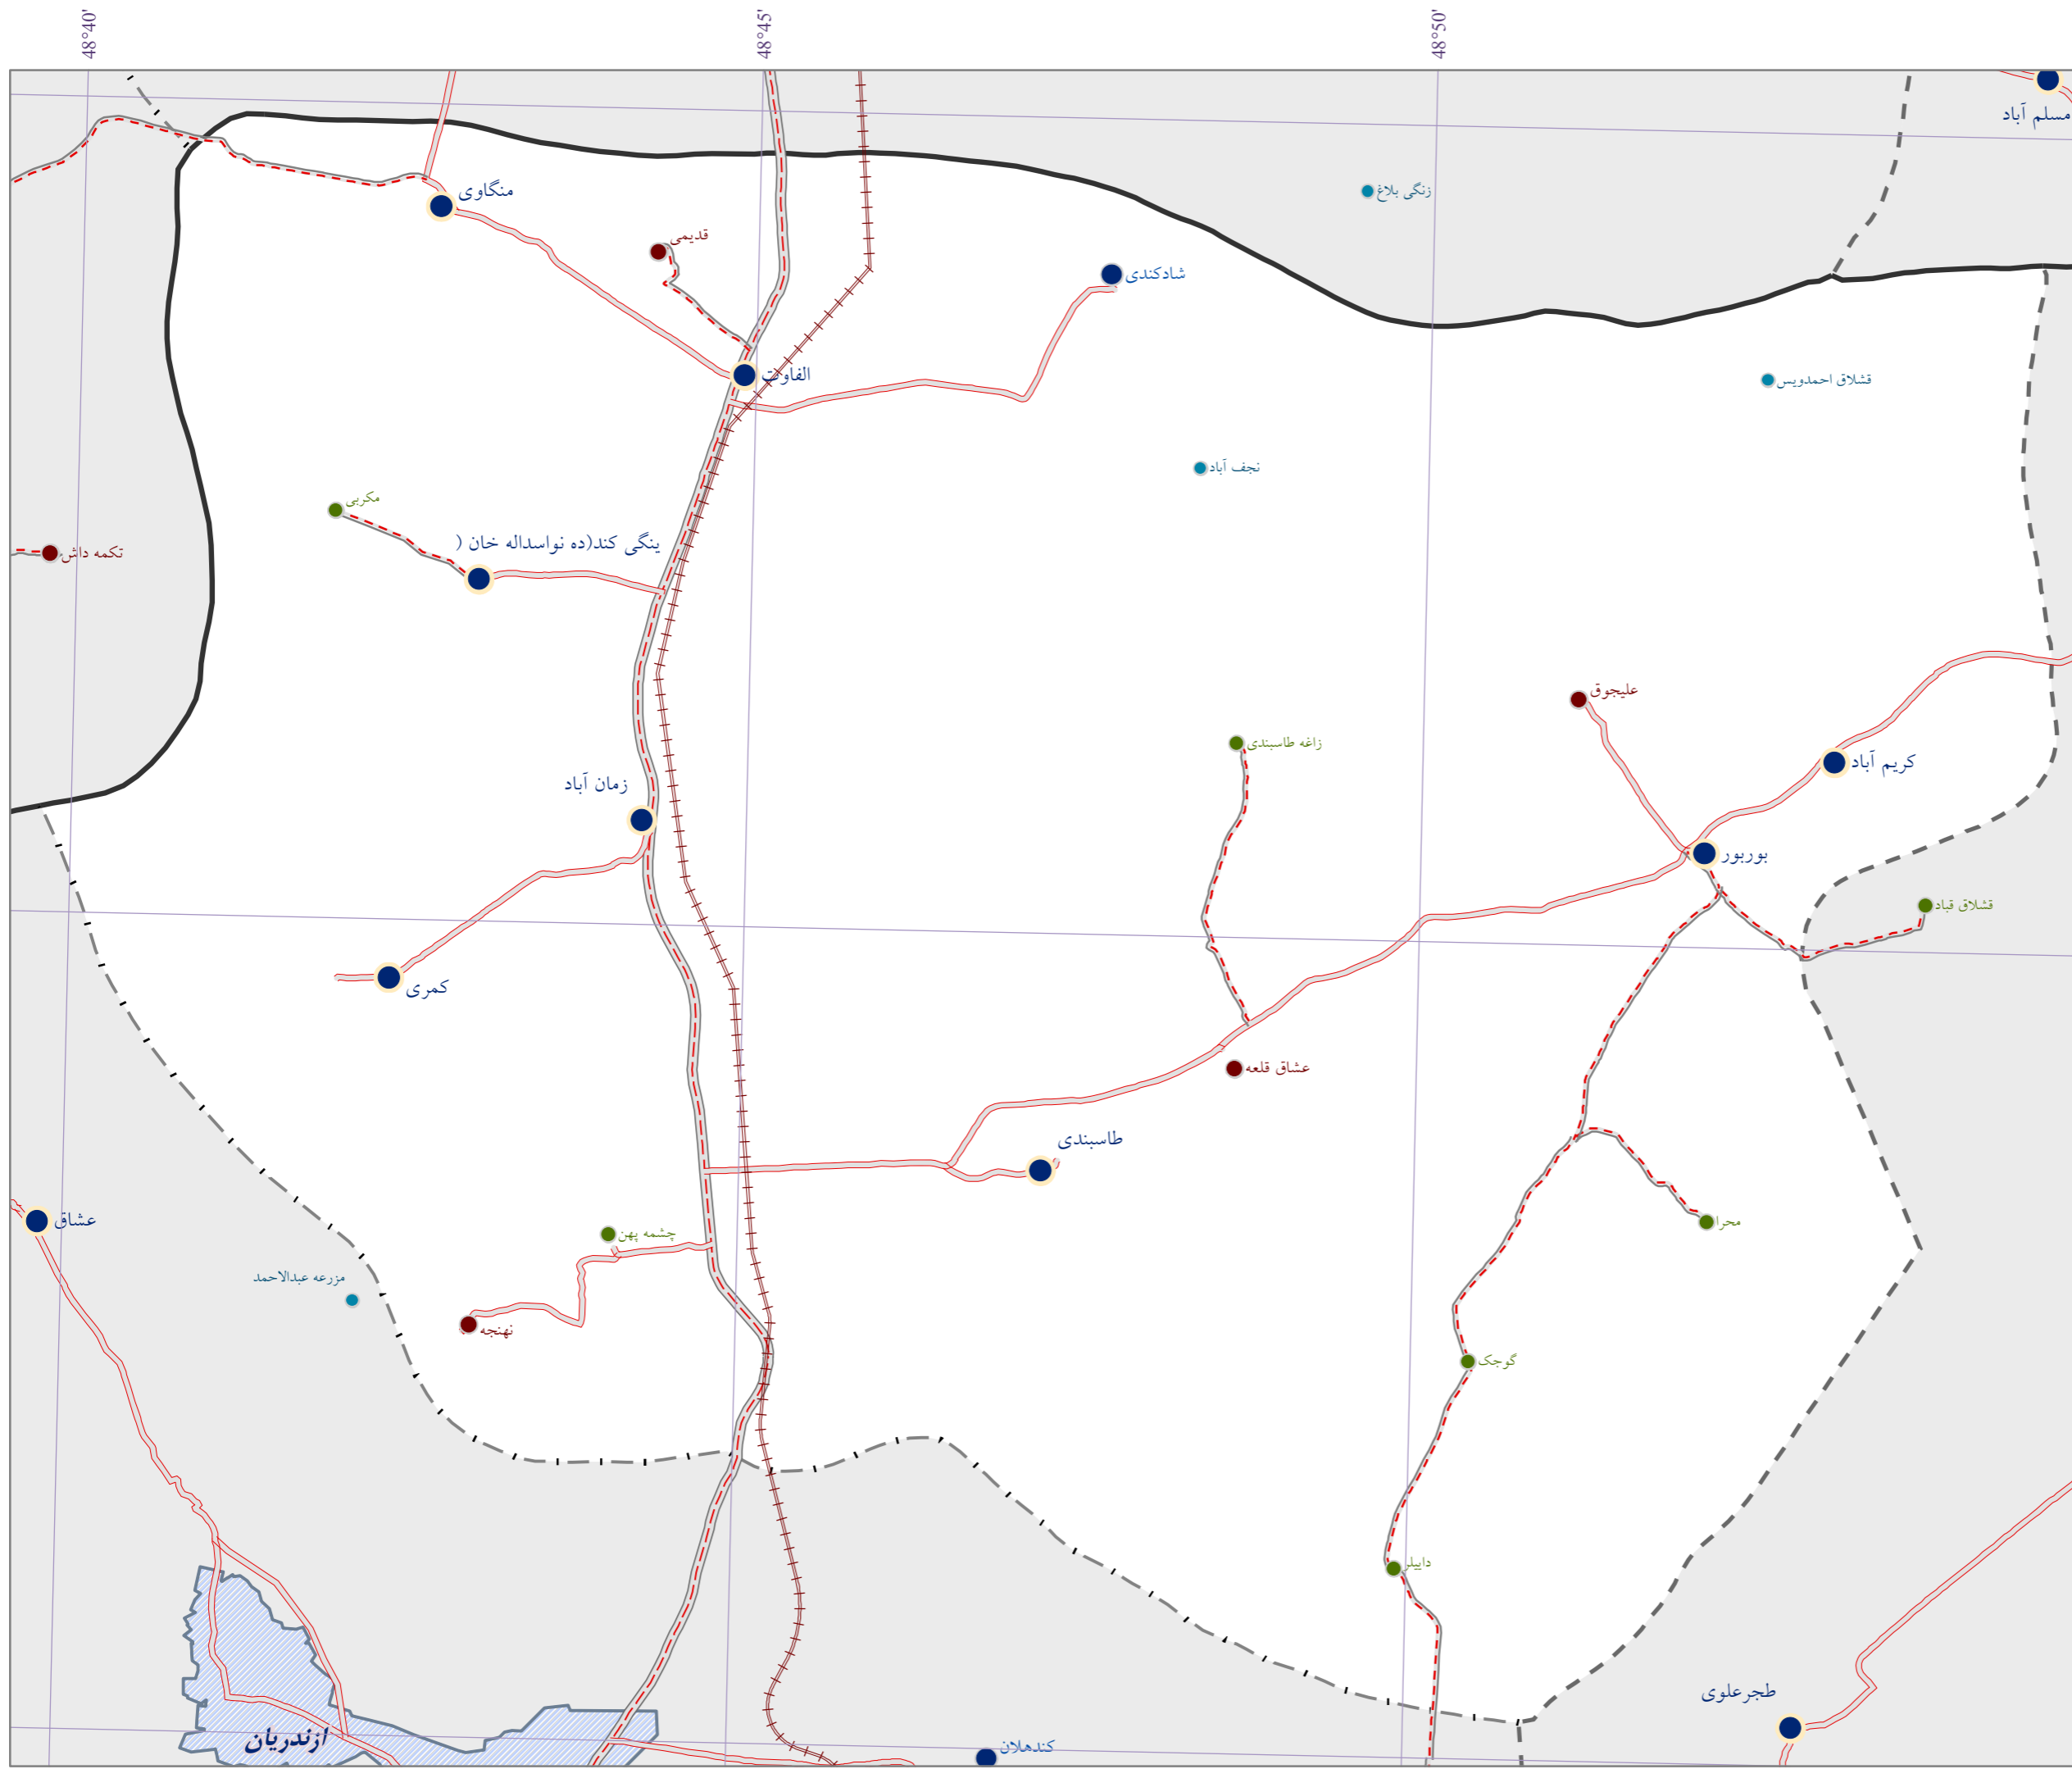 48°40'
48°45'
48°50'
مسلم آباد
منگاوی
زنگی بلاغ
قدیمی
شادکندی
الفاوت
قشلاق احمدویس
نجف آباد
مکربی
ینگی کند(ده نواسداله خان (
تکمه داش
علیجوق
زاغه طاسبندی
کریم آباد
زمان آباد
بوربور
قشلاق قباد
کمری
عشاق قلعه
طاسبندی
عشاق
محرا
چشمه پهن
مزرعه عبدالاحمد
نهنجه
گوجک
داییلر
طجرعلوی
ازندریان
کندهلان